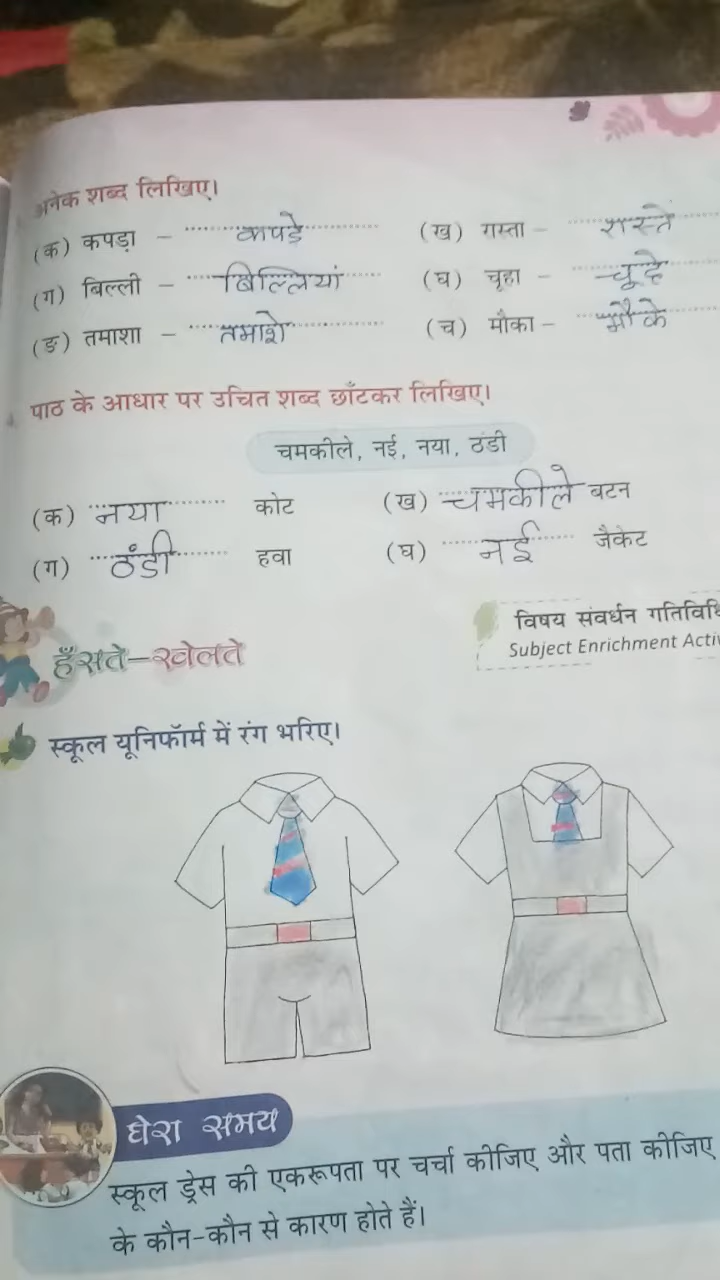 अनेक शब्द लिखिए।
(क) कपड़ा – कपड़े (ख) रास्ता – रास्ते
(ग) बिल्ली – बिल्लियां (घ) चूहा – चूहे
(ङ) तमाशा – तमाशे (च) मौका – मौके
पाठ के आधार पर उचित शब्द छाँटकर लिखिए।
चमकीले, नई, नया, ठंडी
(क) नया कोट (ख) चमकीले बटन
(ग) ठंडी हवा (घ) नई जैकेट
विषय संवर्धन गतिविधि
Subject Enrichment Activ
हँसते–खेलते
स्कूल यूनिफॉर्म में रंग भरिए।
घेरा समय
स्कूल ड्रेस की एकरूपता पर चर्चा कीजिए और पता कीजिए
के कौन-कौन से कारण होते हैं।